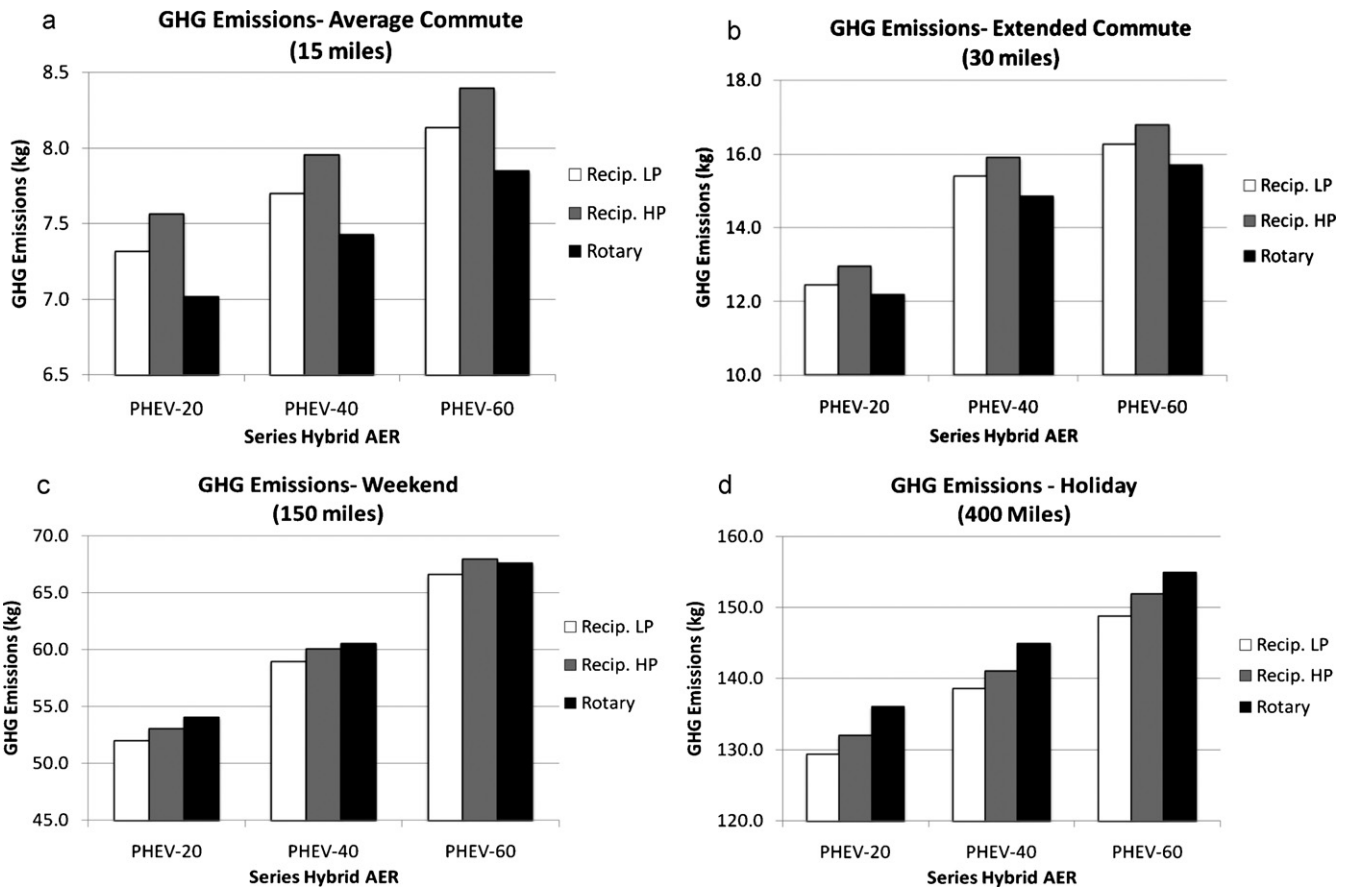 a
GHG Emissions- Average Commute
(15 miles)
GHG Emissions (kg)
8.5
8.0
7.5
7.0
6.5
PHEV-20
PHEV-40
PHEV-60
Series Hybrid AER
Recip. LP
Recip. HP
Rotary
b
GHG Emissions- Extended Commute
(30 miles)
GHG Emissions (kg)
18.0
16.0
14.0
12.0
10.0
PHEV-20
PHEV-40
PHEV-60
Series Hybrid AER
Recip. LP
Recip. HP
Rotary
c
GHG Emissions- Weekend
(150 miles)
GHG Emissions (kg)
70.0
65.0
60.0
55.0
50.0
45.0
PHEV-20
PHEV-40
PHEV-60
Series Hybrid AER
Recip. LP
Recip. HP
Rotary
d
GHG Emissions - Holiday
(400 Miles)
GHG Emissions (kg)
160.0
150.0
140.0
130.0
120.0
PHEV-20
PHEV-40
PHEV-60
Series Hybrid AER
Recip. LP
Recip. HP
Rotary